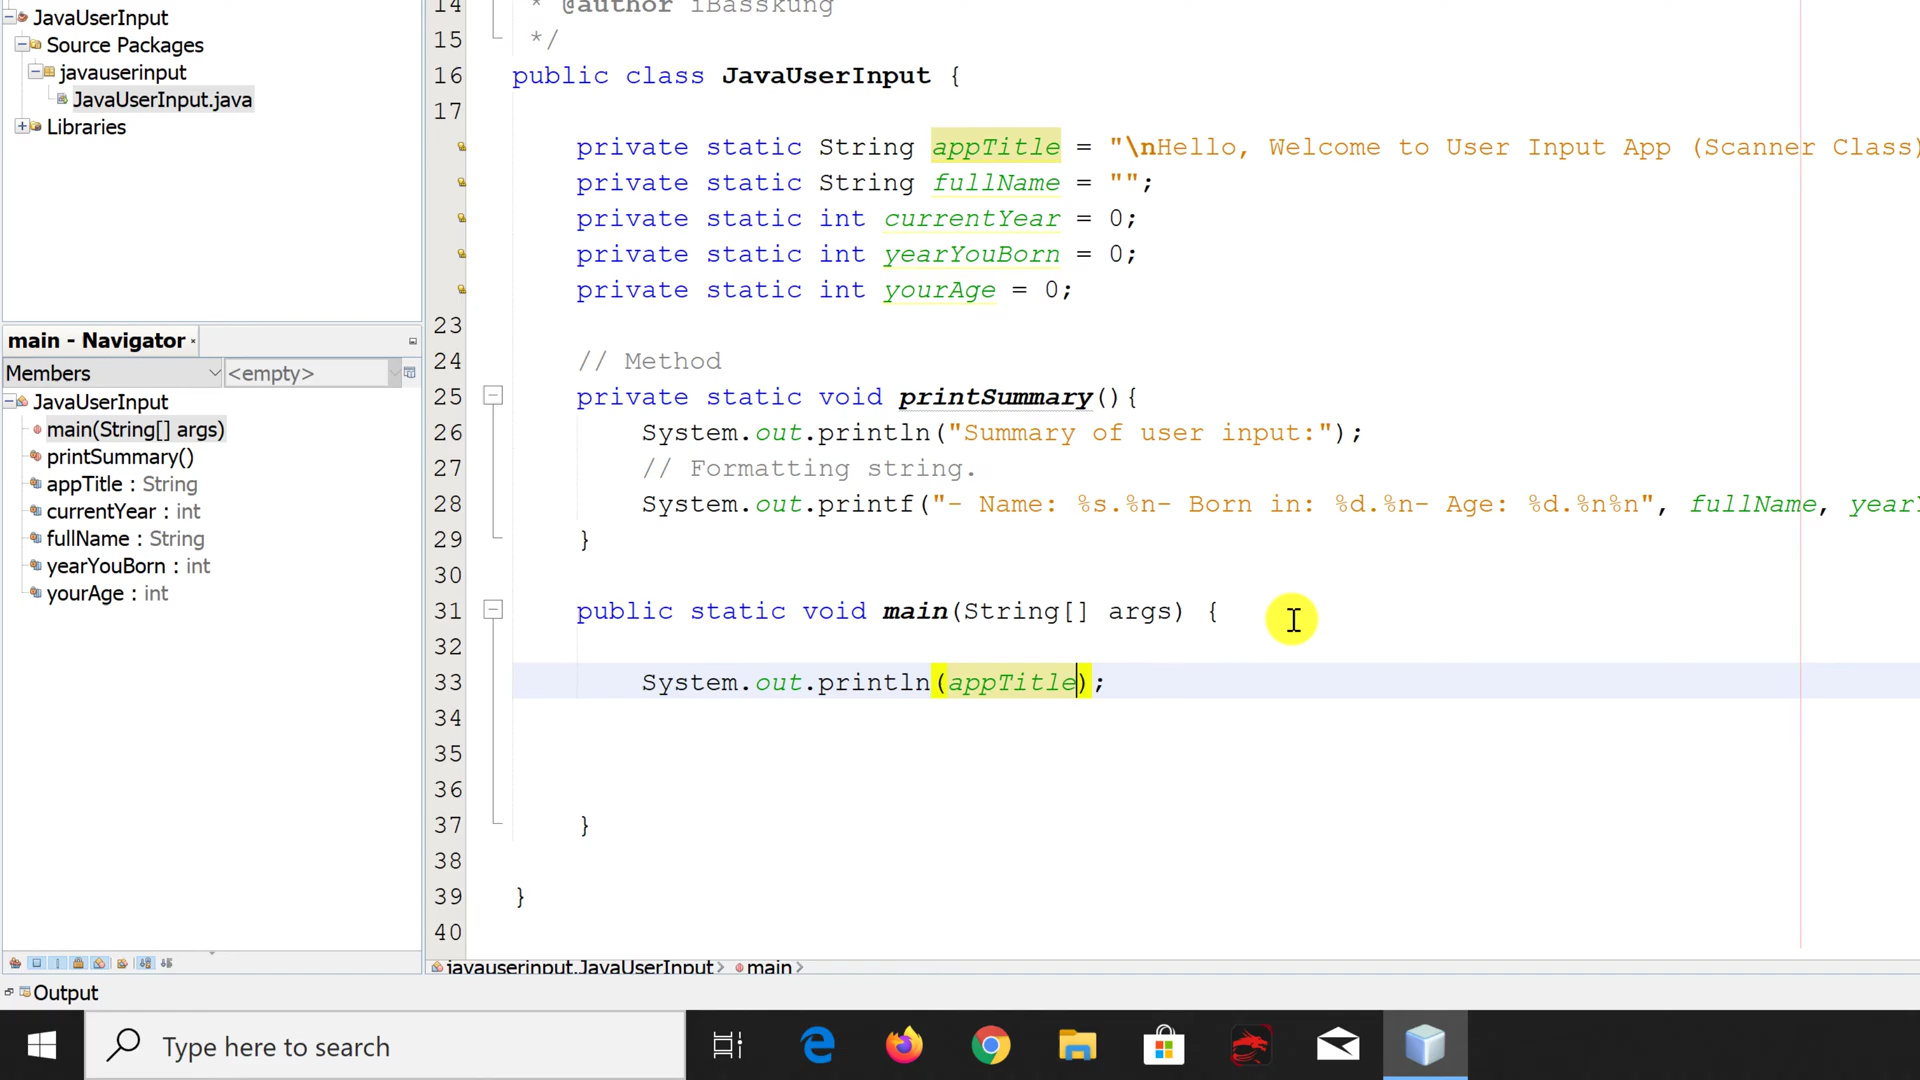 JavaUserInput
Source Packages
javauserinput
JavaUserInput.java
Libraries
main - Navigator
Members
<empty>
JavaUserInput
main(String[] args)
printSummary()
appTitle : String
currentYear : int
fullName : String
yearYouBorn : int
yourAge : int
14 * @author iBasskung
15 */
16 public class JavaUserInput {
17
private static String appTitle = "\nHello, Welcome to User Input App (Scanner Class)
private static String fullName = "";
private static int currentYear = 0;
private static int yearYouBorn = 0;
private static int yourAge = 0;
23
24 // Method
25 private static void printSummary(){
26 System.out.println("Summary of user input:");
27 // Formatting string.
28 System.out.printf("- Name: %s.%n- Born in: %d.%n- Age: %d.%n%n", fullName, year
29 }
30
31 public static void main(String[] args) {
32
33 System.out.println(appTitle);
34
35
36
37 }
38
39 }
40
javauserinput.JavaUserInput main
Output
Type here to search